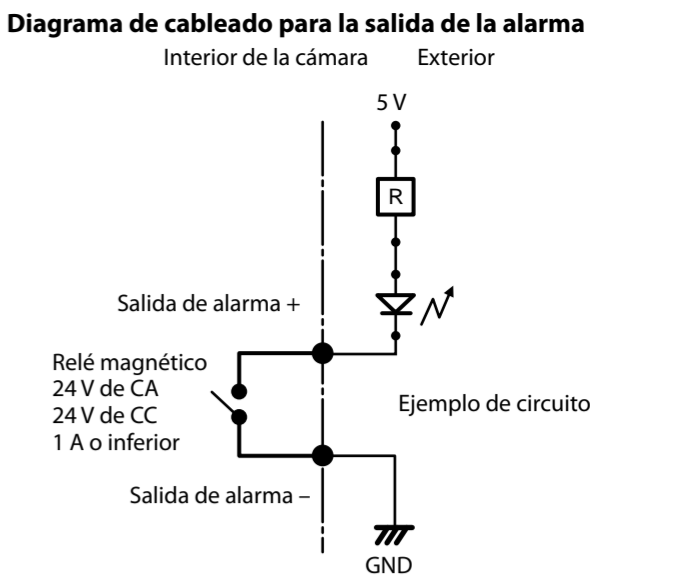 Diagrama de cableado para la salida de la alarma
Interior de la cámara Exterior
5 V
R
Salida de alarma +
Relé magnético
24 V de CA
24 V de CC
1 A o inferior
Ejemplo de circuito
Salida de alarma –
GND